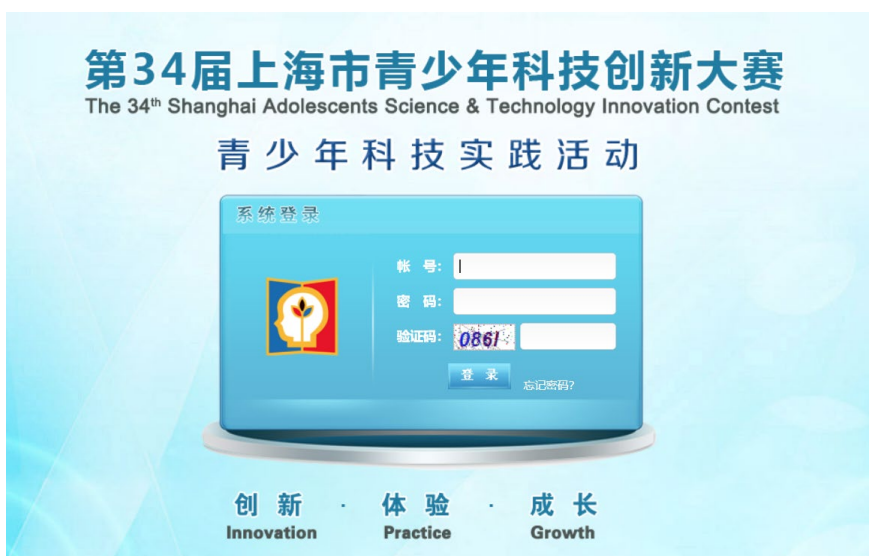 第34届上海市青少年科技创新大赛
The 34th Shanghai Adolescents Science & Technology Innovation Contest
青少年科技实践活动
系统登录
帐 号:
密 码:
验证码: 0861
登 录 忘记密码?
创 新 · 体 验 · 成 长
Innovation Practice Growth